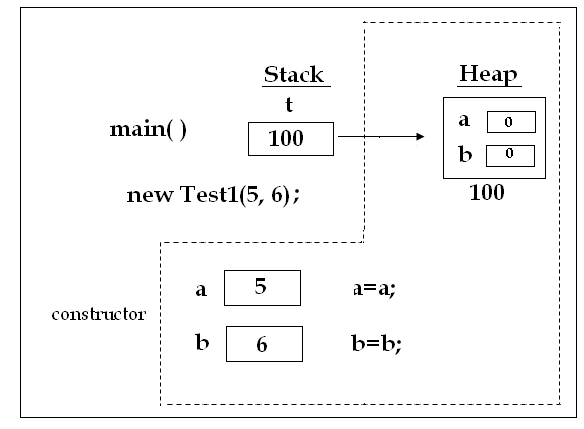 Stack
Heap
t
main( )
100
a
0
b
0
100
new Test1(5, 6);
a
5
a=a;
constructor
b
6
b=b;